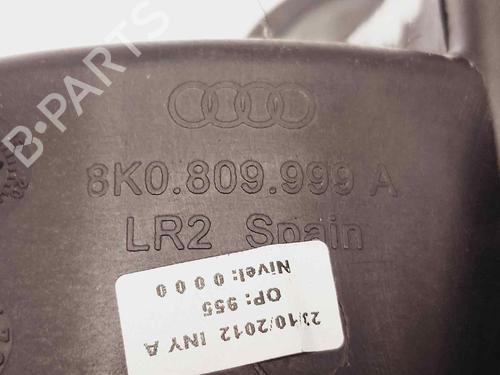 B-PARTS
8K0.809.999 A
LR2 Spain
23/10/2012 INY A
OP: 955
Nivel: 0 0 0 0